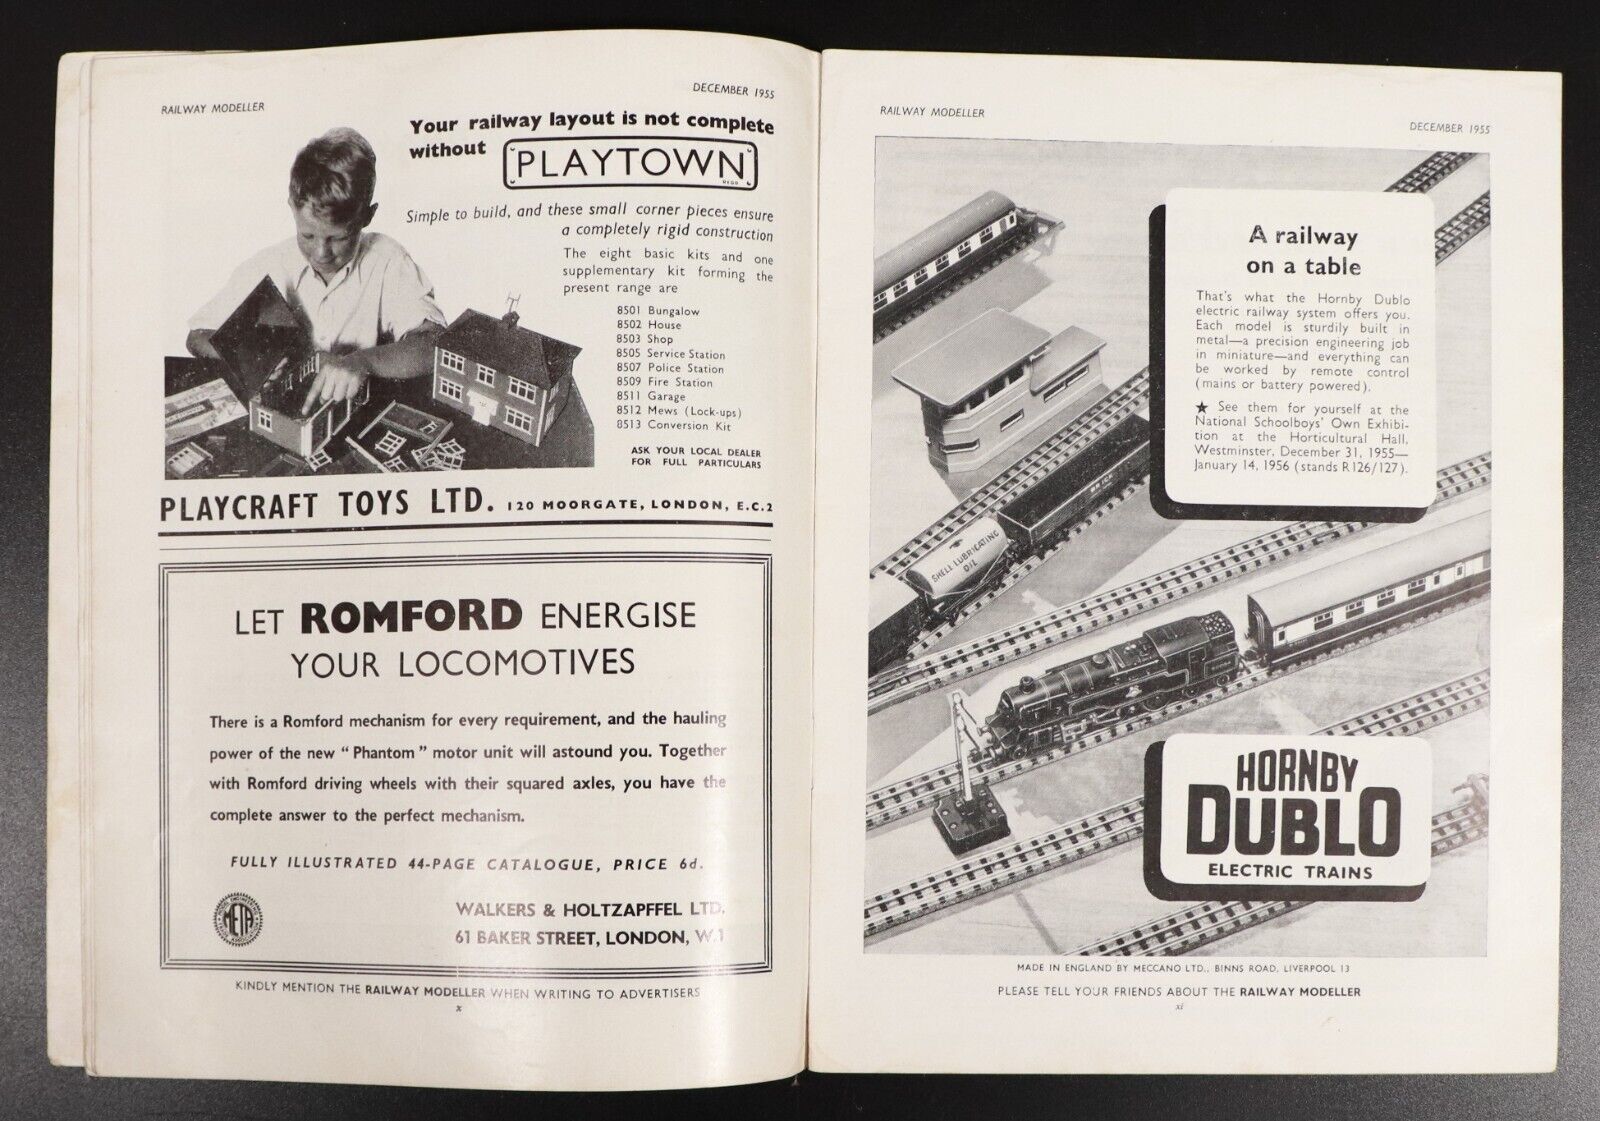 RAILWAY MODELLER
DECEMBER 1955
Your railway layout is not complete
without
PLAYTOWN
REGD
Simple to build, and these small corner pieces ensure
a completely rigid construction
The eight basic kits and one
supplementary kit forming the
present range are
8501 Bungalow
8502 House
8503 Shop
8505 Service Station
8507 Police Station
8509 Fire Station
8511 Garage
8512 Mews (Lock-ups)
8513 Conversion Kit
ASK YOUR LOCAL DEALER
FOR FULL PARTICULARS
PLAYCRAFT TOYS LTD. 120 MOORGATE, LONDON, E.C.2
LET ROMFORD ENERGISE
YOUR LOCOMOTIVES
There is a Romford mechanism for every requirement, and the hauling
power of the new “Phantom” motor unit will astound you. Together
with Romford driving wheels with their squared axles, you have the
complete answer to the perfect mechanism.
FULLY ILLUSTRATED 44-PAGE CATALOGUE, PRICE 6d.
META
WALKERS & HOLTZAPFFEL LTD.
61 BAKER STREET, LONDON, W.1
KINDLY MENTION THE RAILWAY MODELLER WHEN WRITING TO ADVERTISERS
x
RAILWAY MODELLER
DECEMBER 1955
A railway
on a table
That's what the Hornby Dublo
electric railway system offers you.
Each model is sturdily built in
metal—a precision engineering job
in miniature—and everything can
be worked by remote control
(mains or battery powered).
★ See them for yourself at the
National Schoolboys' Own Exhibi-
tion at the Horticultural Hall,
Westminster, December 31, 1955—
January 14, 1956 (stands R126/127).
SHELL LUBRICATING
OIL
HORNBY
DUBLO
ELECTRIC TRAINS
MADE IN ENGLAND BY MECCANO LTD., BINNS ROAD, LIVERPOOL 13
PLEASE TELL YOUR FRIENDS ABOUT THE RAILWAY MODELLER
xi